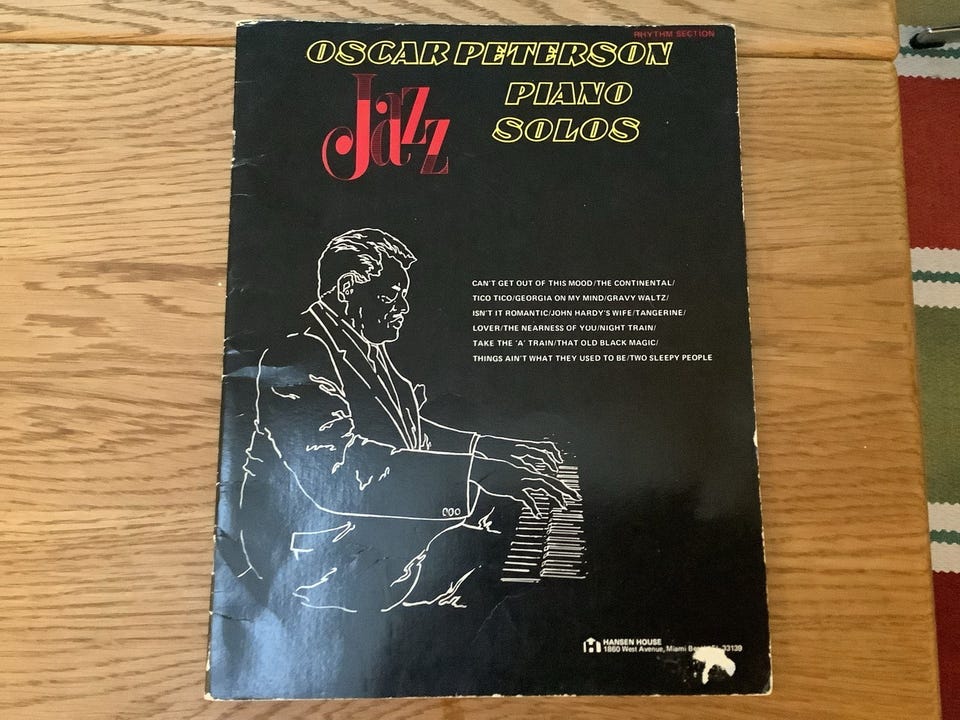 RHYTHM SECTION
OSCAR PETERSON
Jazz
PIANO
SOLOS
CAN'T GET OUT OF THIS MOOD/THE CONTINENTAL/
TICO TICO/GEORGIA ON MY MIND/GRAVY WALTZ/
ISN'T IT ROMANTIC/JOHN HARDY'S WIFE/TANGERINE/
LOVER/THE NEARNESS OF YOU/NIGHT TRAIN/
TAKE THE 'A' TRAIN/THAT OLD BLACK MAGIC/
THINGS AIN'T WHAT THEY USED TO BE/TWO SLEEPY PEOPLE
HANSEN HOUSE
1860 West Avenue, Miami 33139